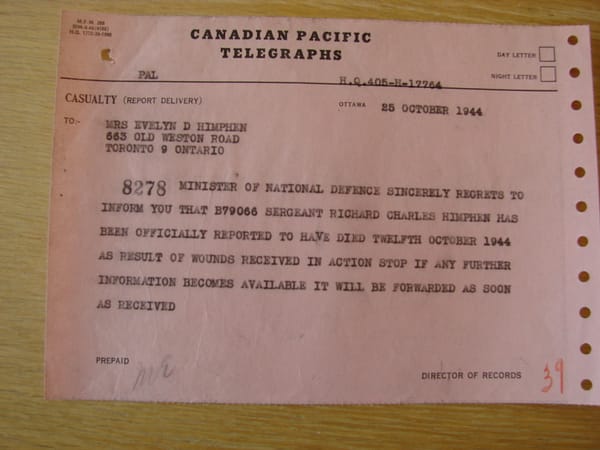 CANADIAN PACIFIC
TELEGRAPHS
DAY LETTER
NIGHT LETTER
PAL
H.Q.405-H-17764
CASUALTY (REPORT DELIVERY)
OTTAWA 25 OCTOBER 1944
TO:- MRS EVELYN D HIMPHEN
663 OLD WESTON ROAD
TORONTO 9 ONTARIO
8278 MINISTER OF NATIONAL DEFENCE SINCERELY REGRETS TO
INFORM YOU THAT B79066 SERGEANT RICHARD CHARLES HIMPHEN HAS
BEEN OFFICIALLY REPORTED TO HAVE DIED TWELFTH OCTOBER 1944
AS RESULT OF WOUNDS RECEIVED IN ACTION STOP IF ANY FURTHER
INFORMATION BECOMES AVAILABLE IT WILL BE FORWARDED AS SOON
AS RECEIVED
PREPAID
DIRECTOR OF RECORDS 39